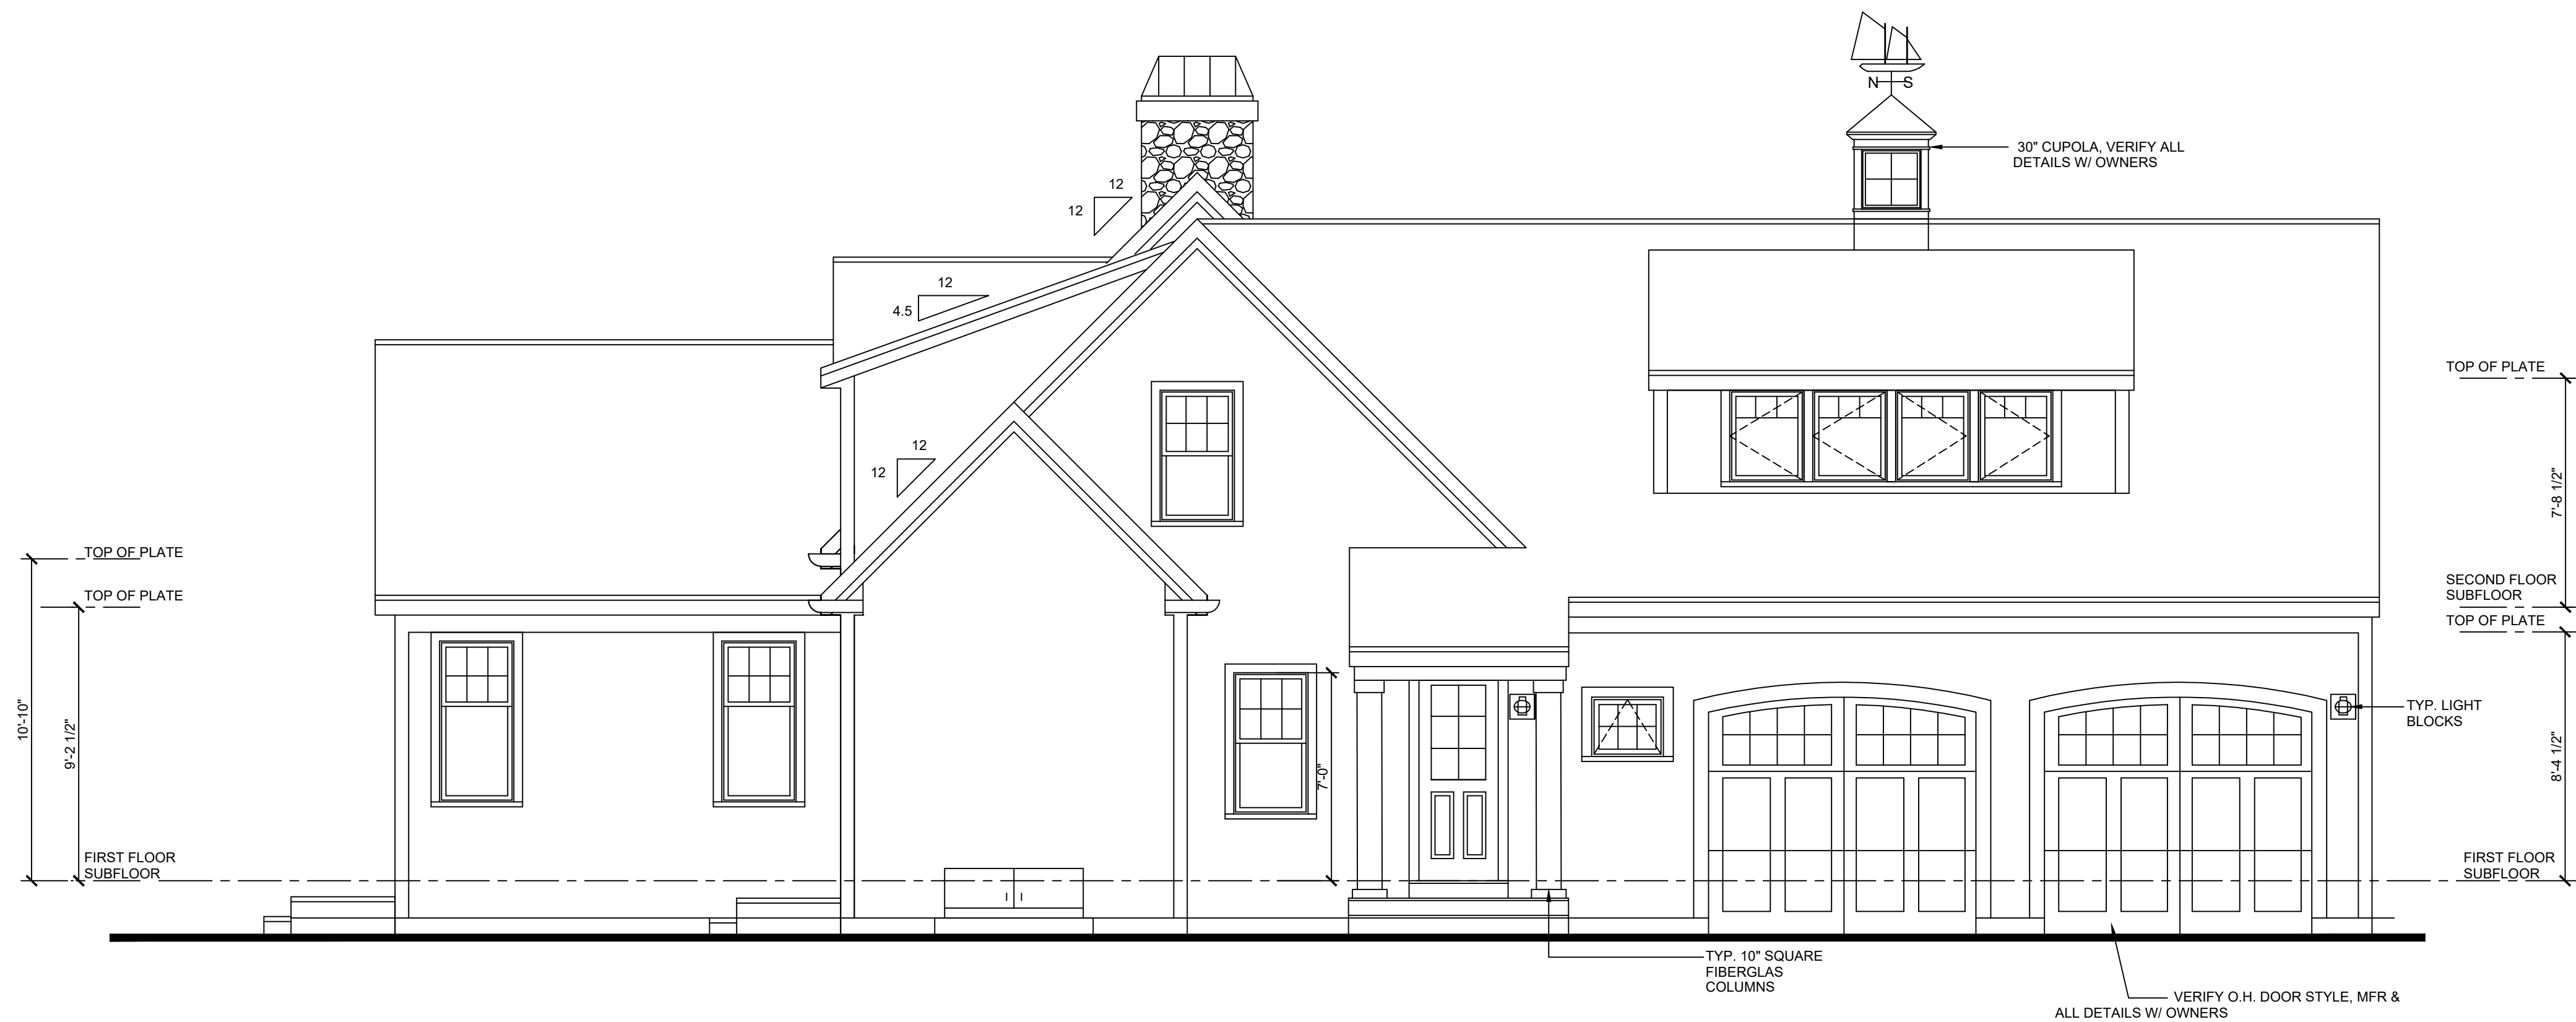 N S
30" CUPOLA, VERIFY ALL
DETAILS W/ OWNERS
12
12
12
4.5
12
12
TOP OF PLATE
7'-8 1/2"
SECOND FLOOR
SUBFLOOR
TOP OF PLATE
8'-4 1/2"
FIRST FLOOR
SUBFLOOR
TOP OF PLATE
TOP OF PLATE
10'-10"
9'-2 1/2"
FIRST FLOOR
SUBFLOOR
7'-0"
TYP. LIGHT
BLOCKS
TYP. 10" SQUARE
FIBERGLAS
COLUMNS
VERIFY O.H. DOOR STYLE, MFR &
ALL DETAILS W/ OWNERS